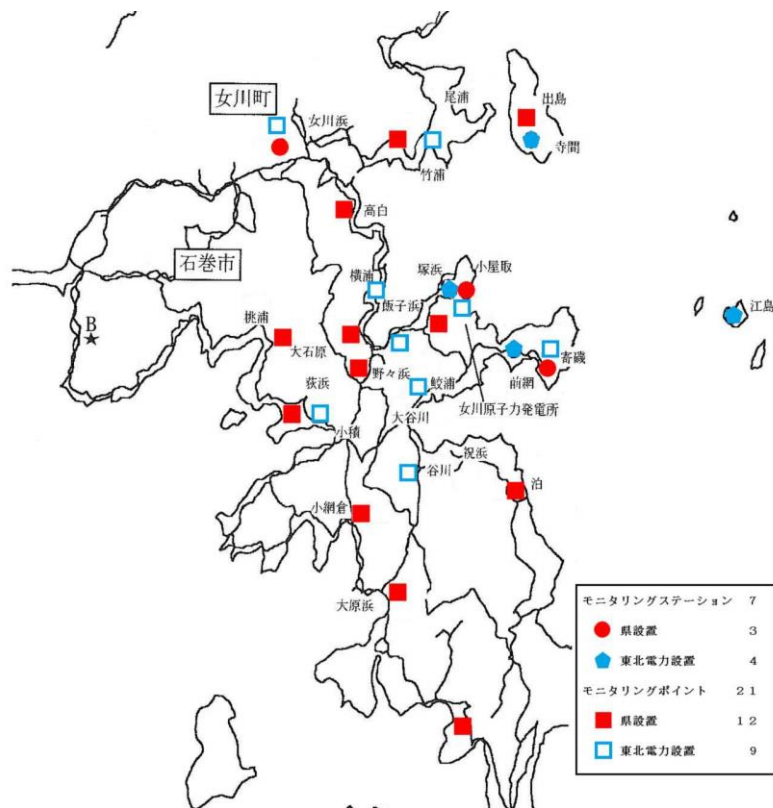 女川町
女川浜
尾浦
出島
寺間
竹浦
高白
石巻市
横浦
塚浜
小屋取
飯子浜
江島
B
桃浦
大石原
寄磯
野々浜
前網
荻浜
鮫浦
女川原子力発電所
大谷川
小積
祝浜
谷川
泊
小網倉
大原浜
モニタリングステーション 7
県設置 3
東北電力設置 4
モニタリングポイント 21
県設置 12
東北電力設置 9